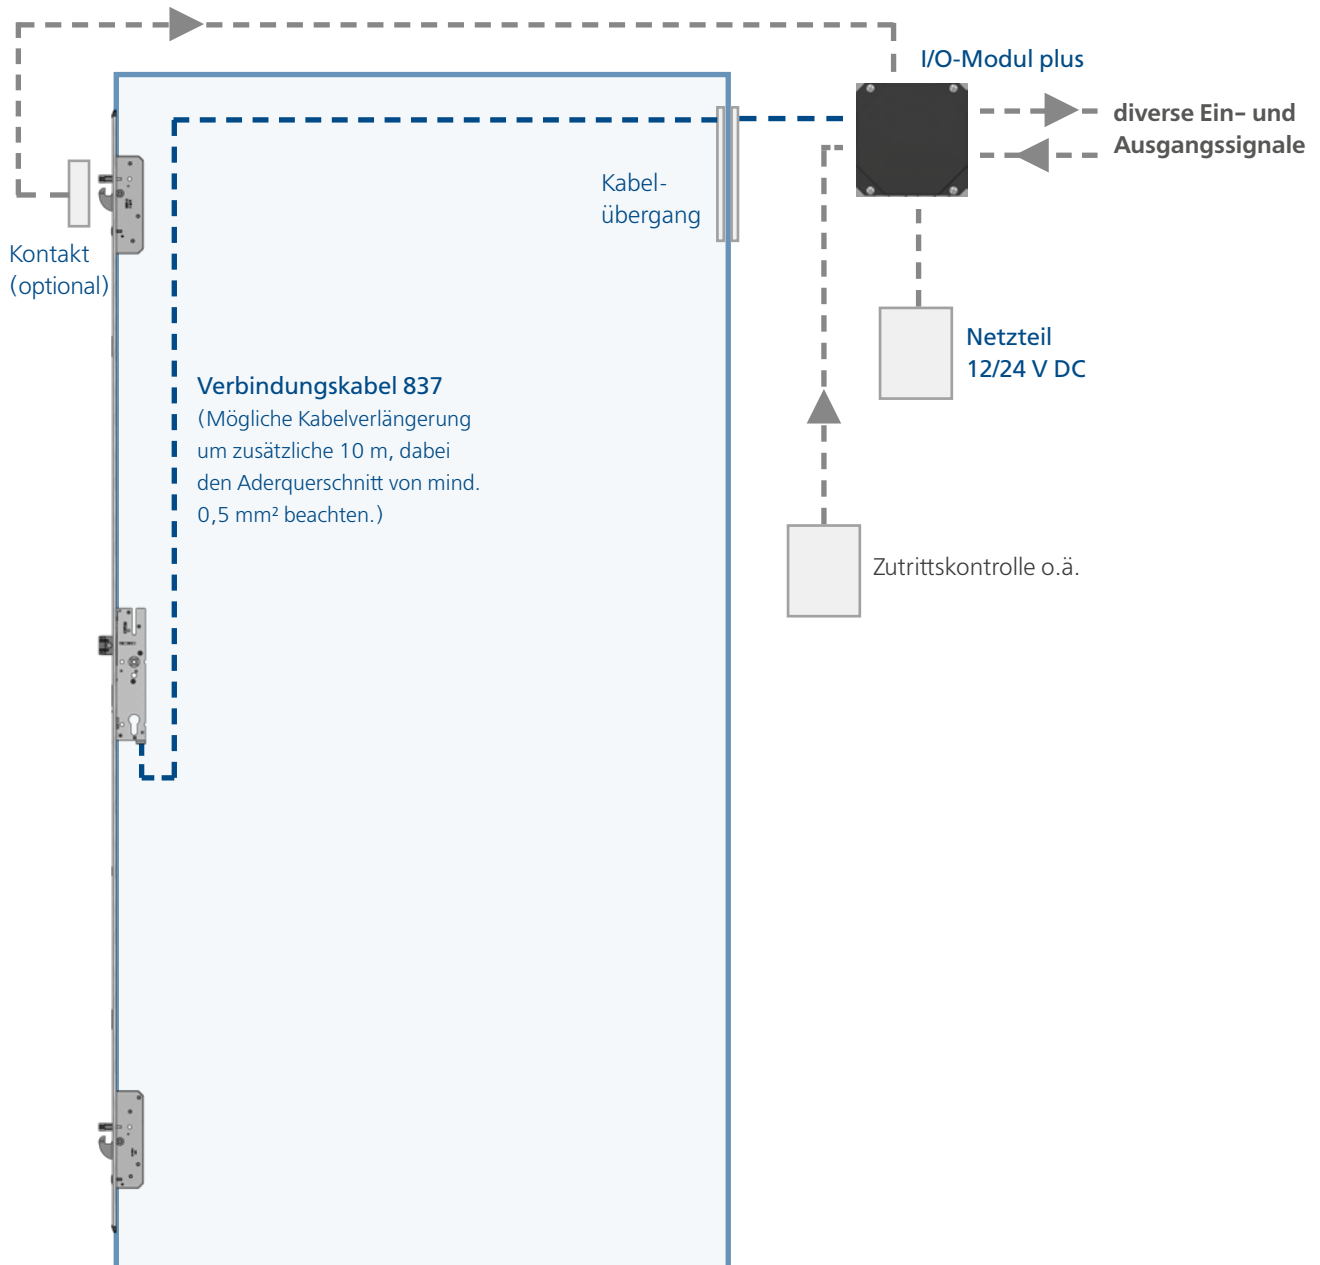 I/O-Modul plus
diverse Ein- und
Ausgangssignale
Kabel-
übergang
Kontakt
(optional)
Netzteil
12/24 V DC
Verbindungskabel 837
(Mögliche Kabelverlängerung
um zusätzliche 10 m, dabei
den Aderquerschnitt von mind.
0,5 mm² beachten.)
Zutrittskontrolle o.ä.